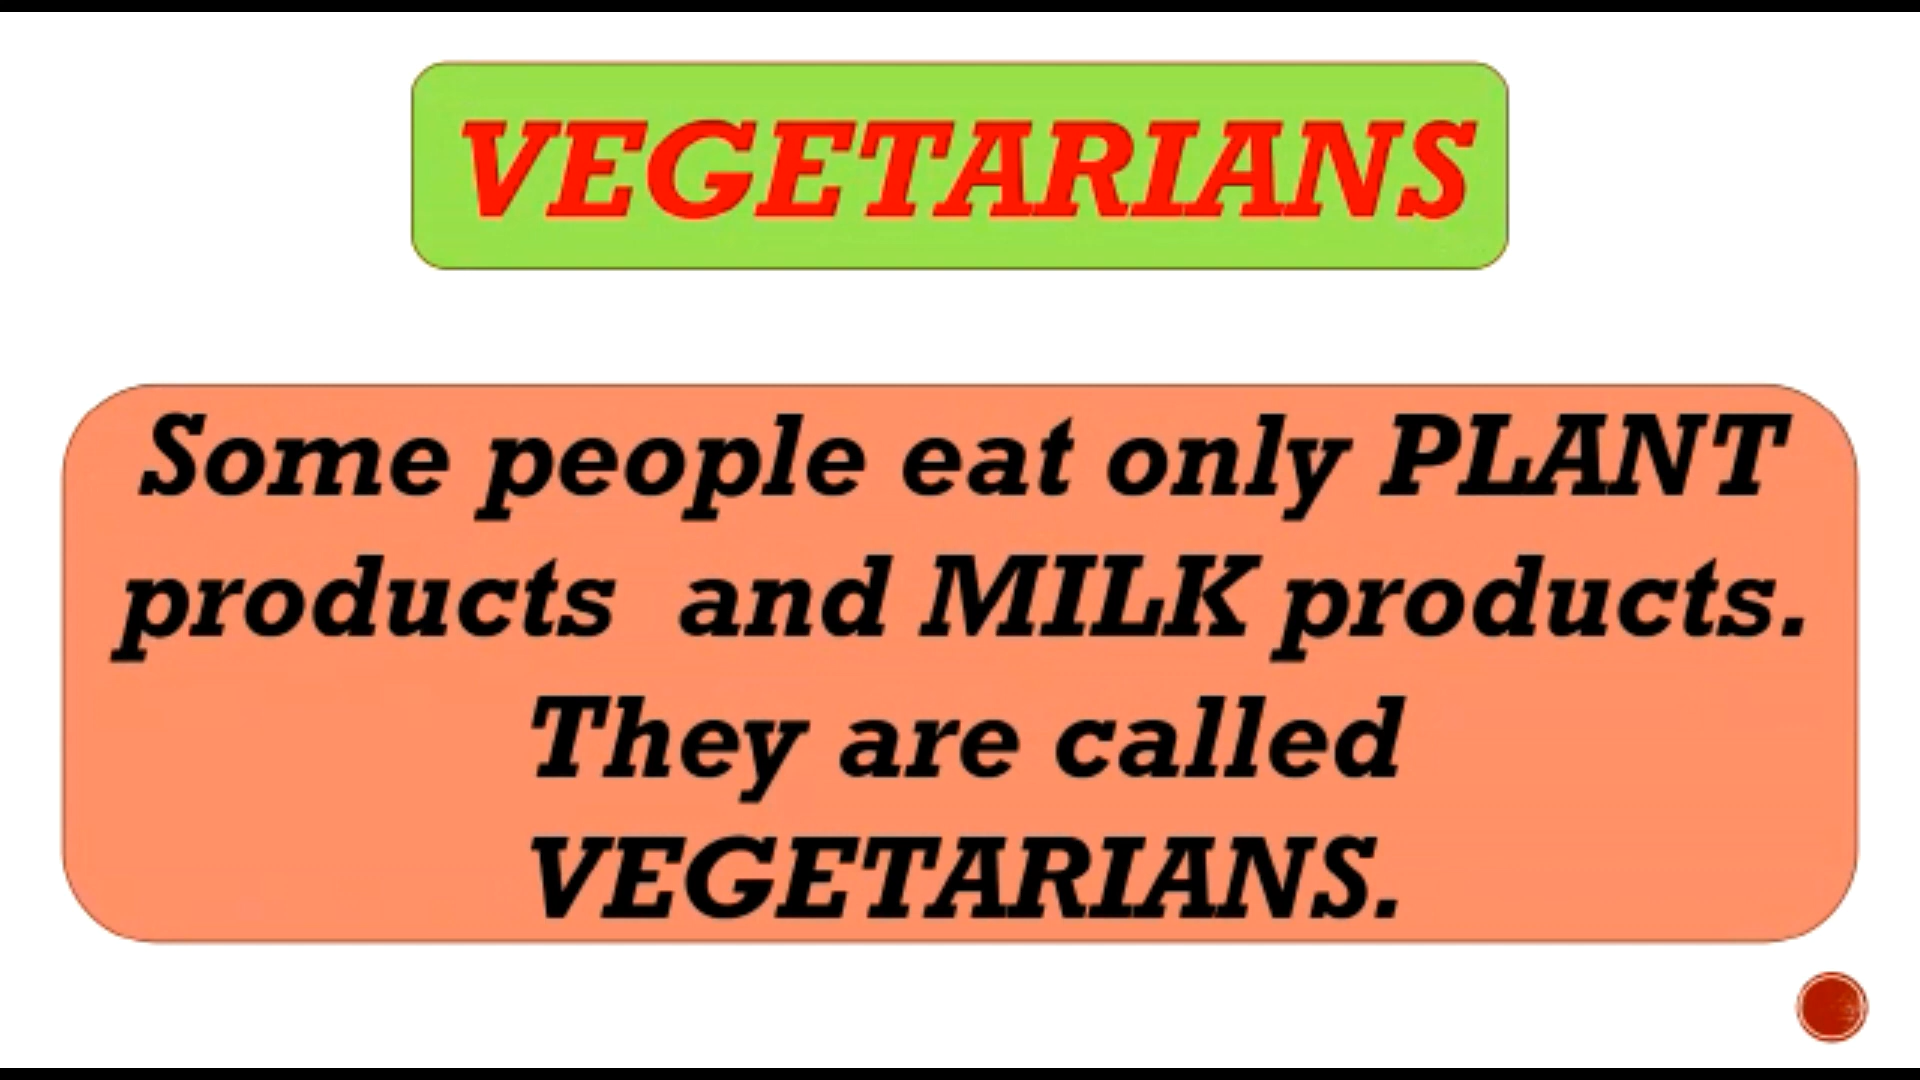 VEGETARIANS
Some people eat only PLANT
products  and MILK products.
They are called
VEGETARIANS.